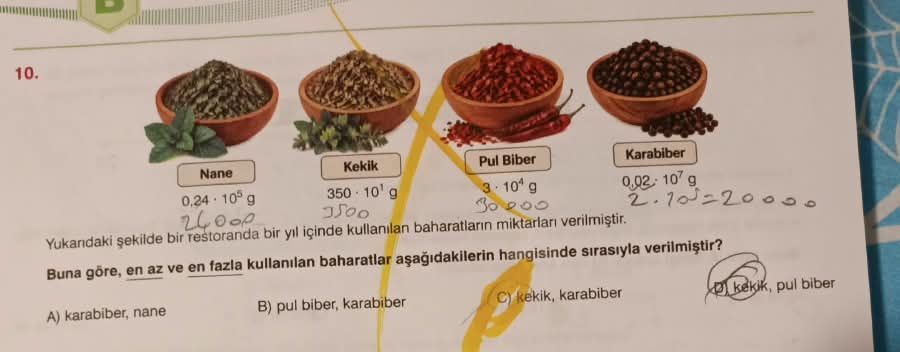 B
10.
Nane
Kekik
Pul Biber
Karabiber
0,24 · 10⁵ g
350 · 10¹ g
3 · 10⁴ g
0,02 · 10⁷ g
24000
3500
30000
2 . 10⁵ = 20000
Yukarıdaki şekilde bir restoranda bir yıl içinde kullanılan baharatların miktarları verilmiştir.
Buna göre, en az ve en fazla kullanılan baharatlar aşağıdakilerin hangisinde sırasıyla verilmiştir?
A) karabiber, nane
B) pul biber, karabiber
C) kekik, karabiber
D) kekik, pul biber